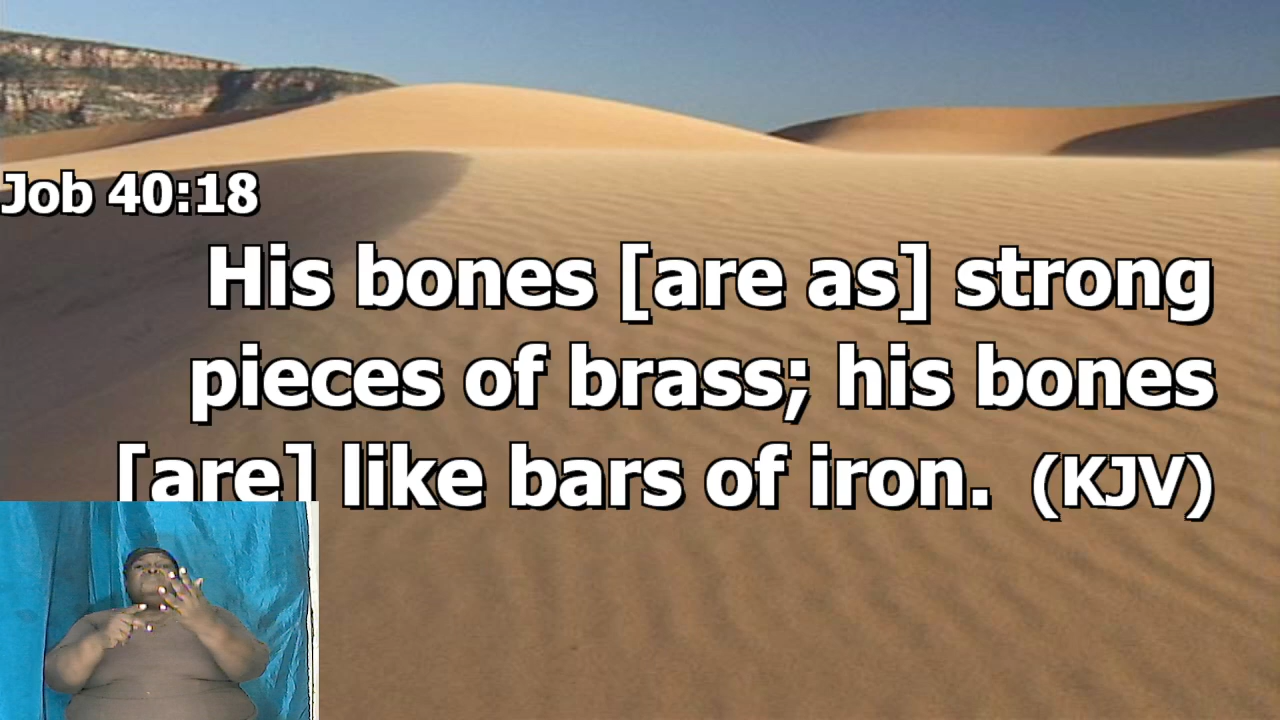 Job 40:18
His bones [are as] strong
pieces of brass; his bones
[are] like bars of iron. (KJV)